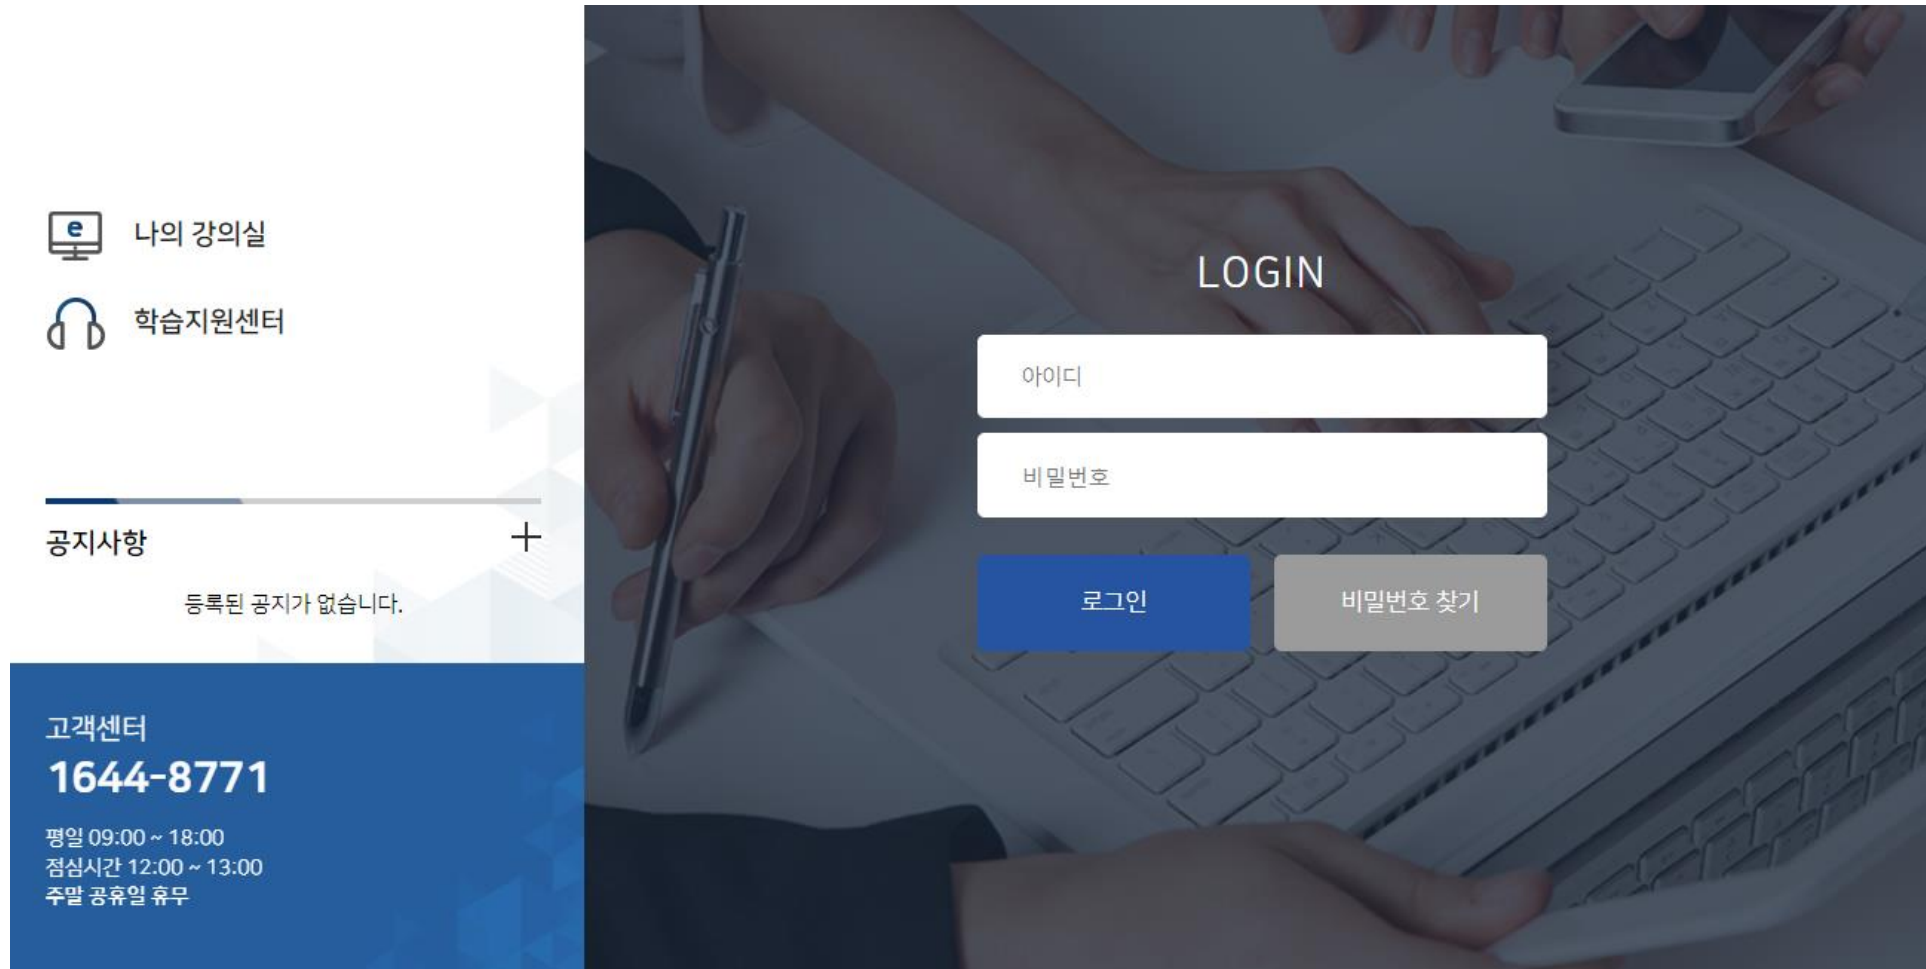 e
나의 강의실
학습지원센터
공지사항
등록된 공지가 없습니다.
고객센터
1644-8771
평일 09:00 ~ 18:00
점심시간 12:00 ~ 13:00
주말 공휴일 휴무
LOGIN
아이디
비밀번호
로그인
비밀번호 찾기